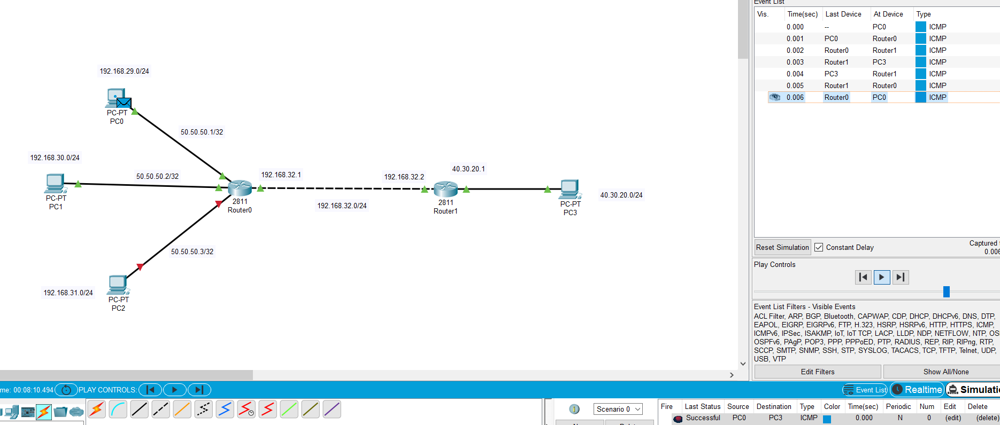 Event List
Vis. Time(sec) Last Device At Device Type
0.000 -- PC0 ICMP
0.001 PC0 Router0 ICMP
0.002 Router0 Router1 ICMP
0.003 Router1 PC3 ICMP
0.004 PC3 Router1 ICMP
0.005 Router1 Router0 ICMP
0.006 Router0 PC0 ICMP
192.168.29.0/24
PC-PT
PC0
50.50.50.1/32
192.168.30.0/24
50.50.50.2/32
PC-PT
PC1
192.168.32.1
2811
Router0
192.168.32.2
192.168.32.0/24
40.30.20.1
2811
Router1
PC-PT
PC3
40.30.20.0/24
50.50.50.3/32
192.168.31.0/24
PC-PT
PC2
Reset Simulation Constant Delay Captured
0.006
Play Controls
Event List Filters - Visible Events
ACL Filter, ARP, BGP, Bluetooth, CAPWAP, CDP, DHCP, DHCPv6, DNS, DTP,
EAPOL, EIGRP, EIGRPv6, FTP, H.323, HSRP, HSRPv6, HTTP, HTTPS, ICMP,
ICMPv6, IPSec, ISAKMP, IoT, IoT TCP, LACP, LLDP, NDP, NETFLOW, NTP, OS
OSPFv6, PAgP, POP3, PPP, PPPoED, PTP, RADIUS, REP, RIP, RIPng, RTP,
SCCP, SMTP, SNMP, SSH, STP, SYSLOG, TACACS, TCP, TFTP, Telnet, UDP,
USB, VTP
Edit Filters Show All/None
me: 00:08:10.494 PLAY CONTROLS: Event List Realtime Simulati
Scenario 0
Fire Last Status Source Destination Type Color Time(sec) Periodic Num Edit Delete
Successful PC0 PC3 ICMP 0.000 N 0 (edit) (delete)